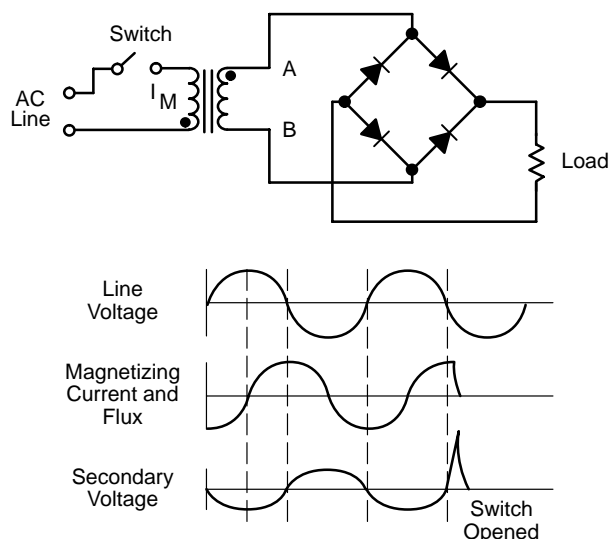 Switch
AC
Line
I M
A
B
Load
Line
Voltage
Magnetizing
Current and
Flux
Secondary
Voltage
Switch
Opened